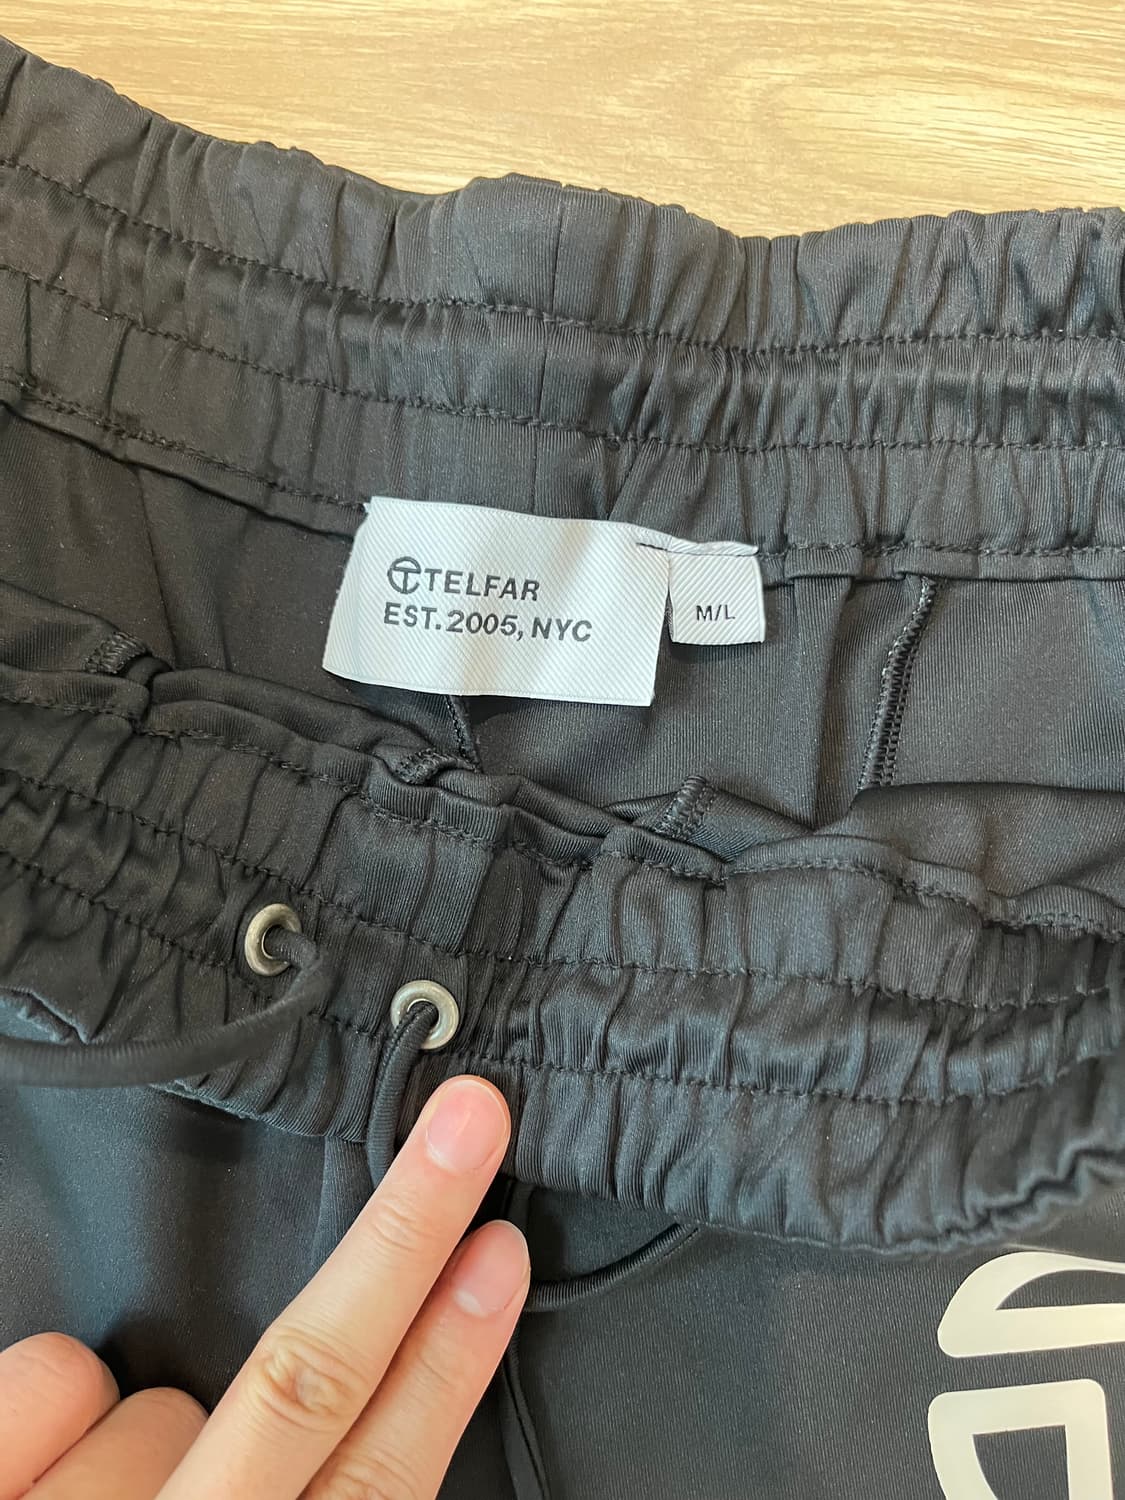 TELFAR
EST. 2005, NYC
M/L